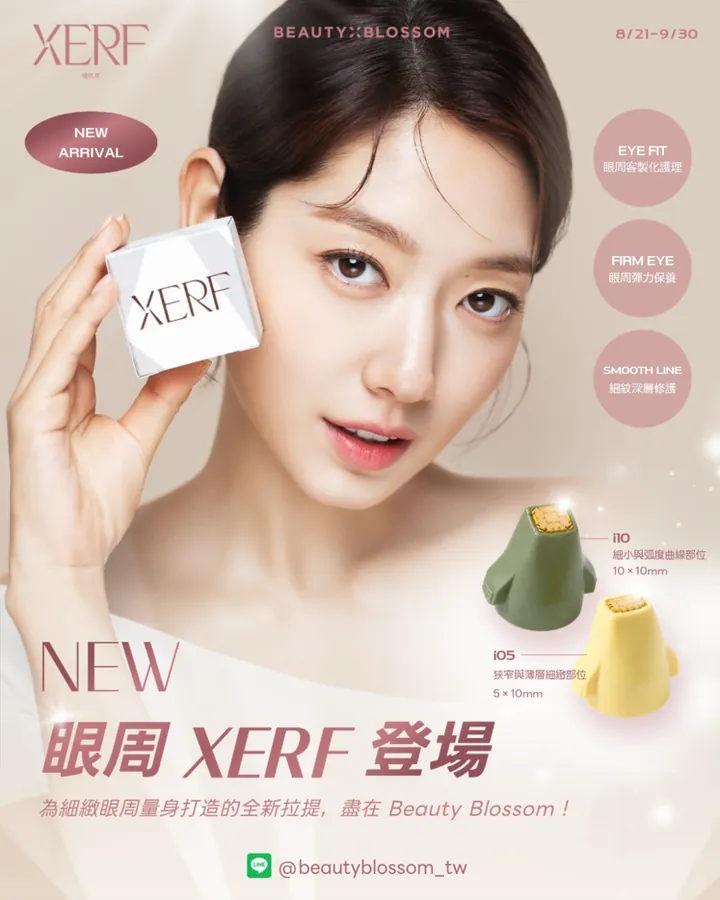 XERF
BEAUTY BLOSSOM
8/21-9/30
NEW
ARRIVAL
EYE FIT
眼周客製化護理
FIRM EYE
眼周彈力保養
SMOOTH LINE
細紋深層修護
XERF
i10
細小與弧度曲線部位
10×10mm
i05
狹窄與薄層細緻部位
5×10mm
NEW
眼周 XERF 登場
為細緻眼周量身打造的全新拉提，盡在 Beauty Blossom！
LINE
@beautyblossom_tw